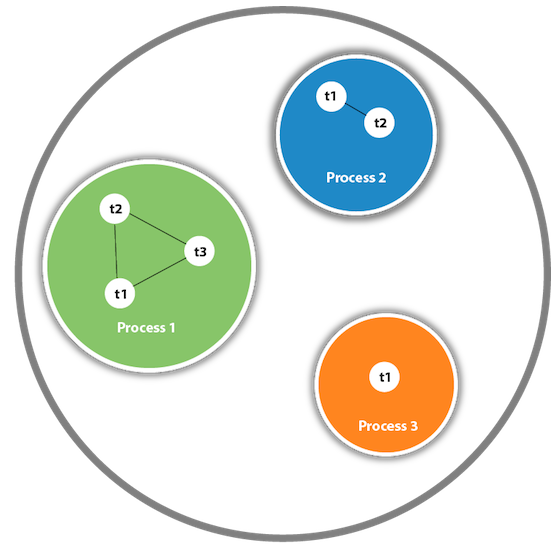 t2
t3
t1
Process 1
t1
t2
Process 2
t1
Process 3